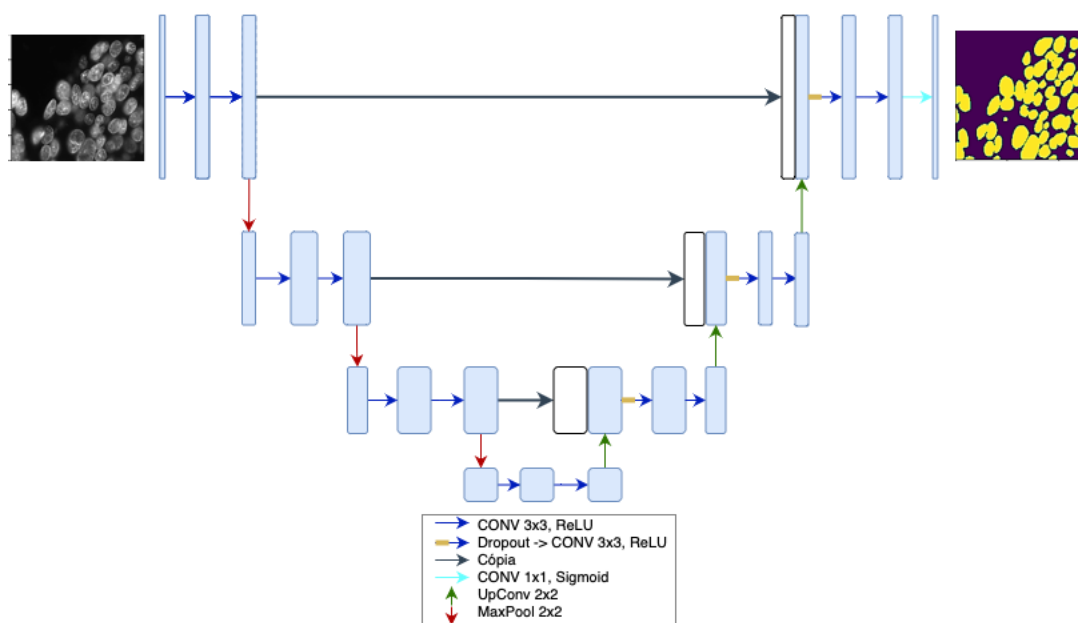 CONV 3x3, ReLU
Dropout -> CONV 3x3, ReLU
Cópia
CONV 1x1, Sigmoid
UpConv 2x2
MaxPool 2x2